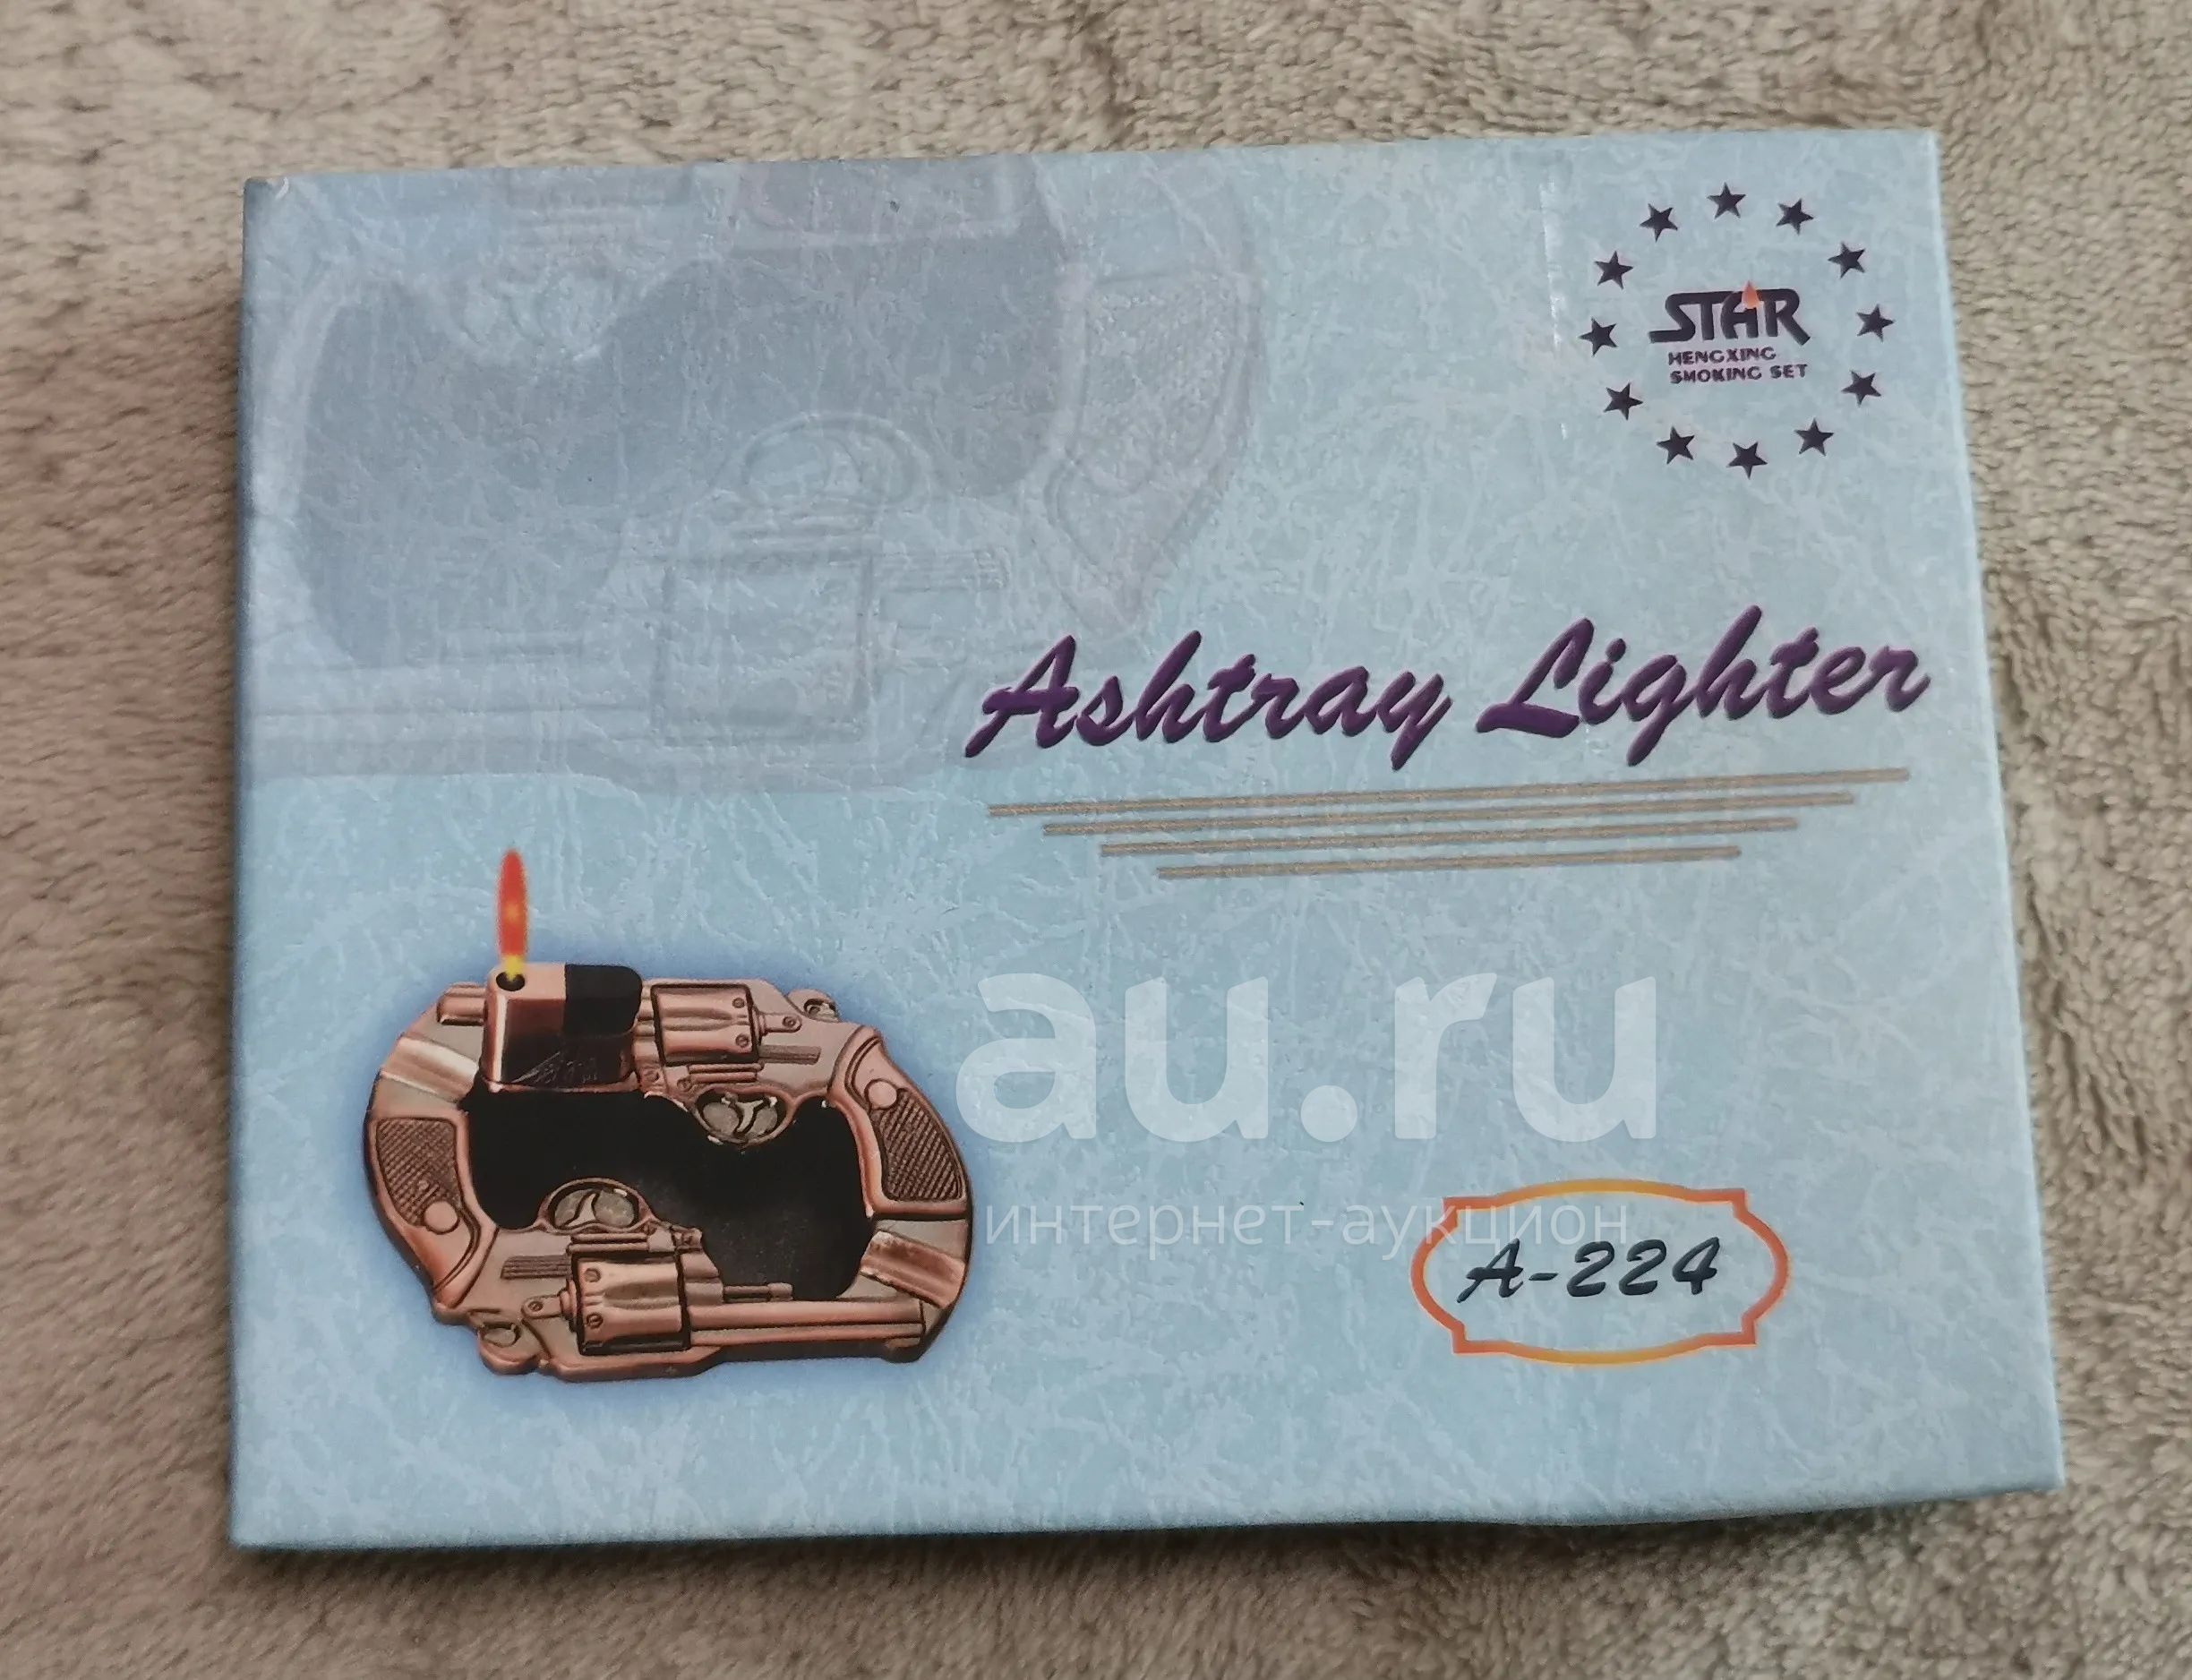 STAR
HENGXING
SMOKING SET
Ashtray Lighter
au.ru
интернет-аукцион
A-224